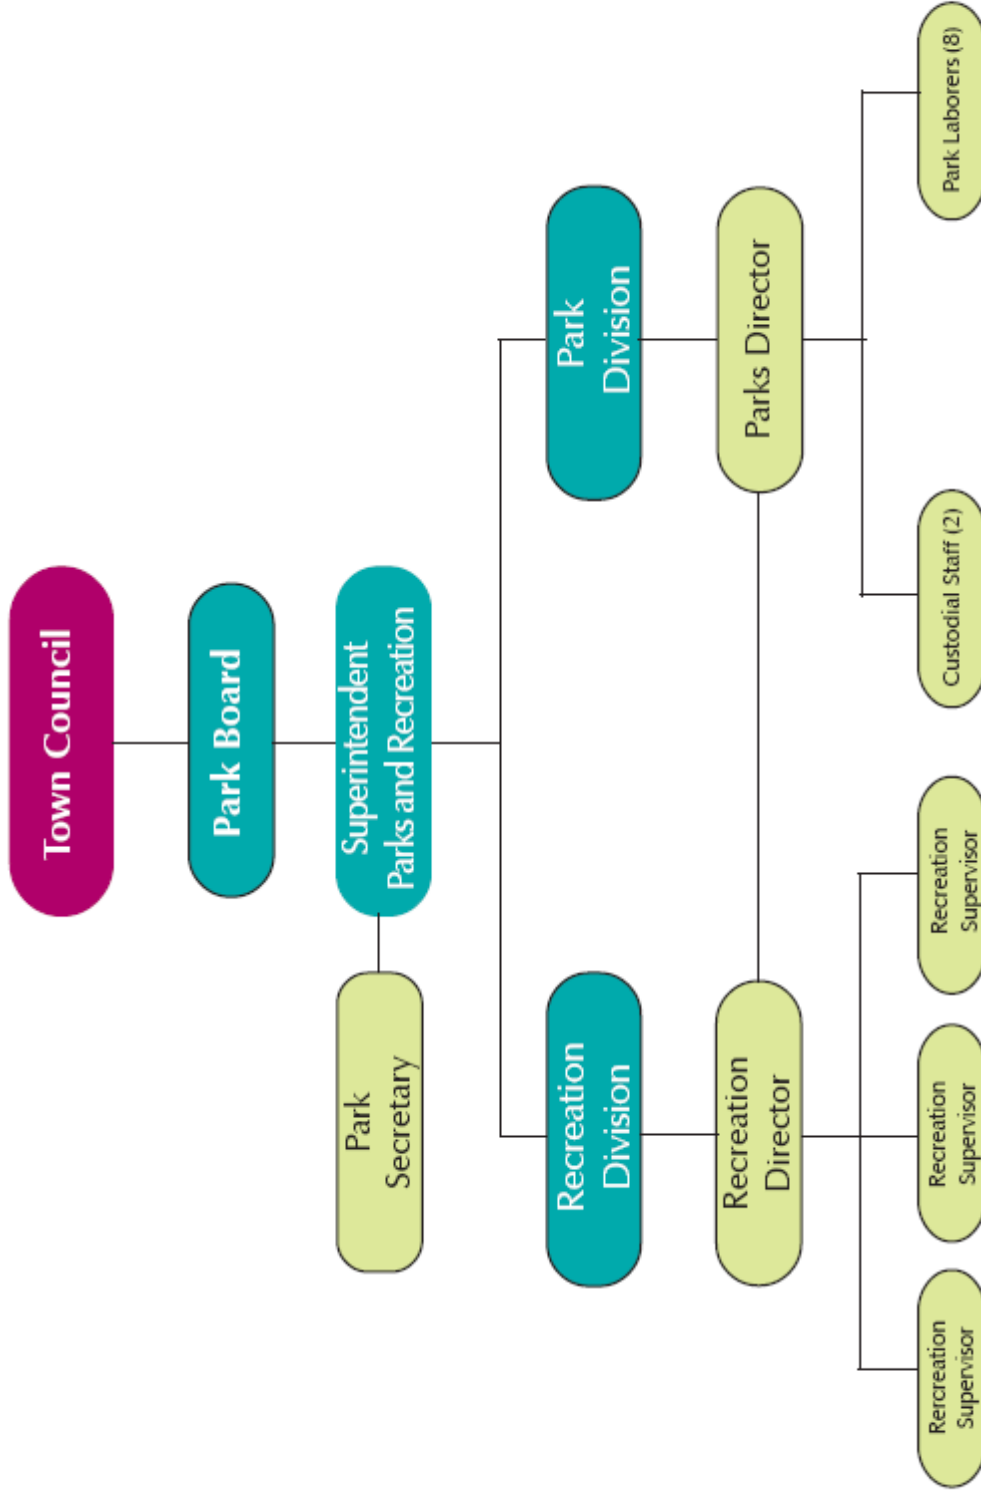 Town Council
Park Board
Superintendent
Parks and Recreation
Park
Secretary
Recreation
Division
Park
Division
Recreation
Director
Parks Director
Rercreation
Supervisor
Recreation
Supervisor
Recreation
Supervisor
Custodial Staff (2)
Park Laborers (8)